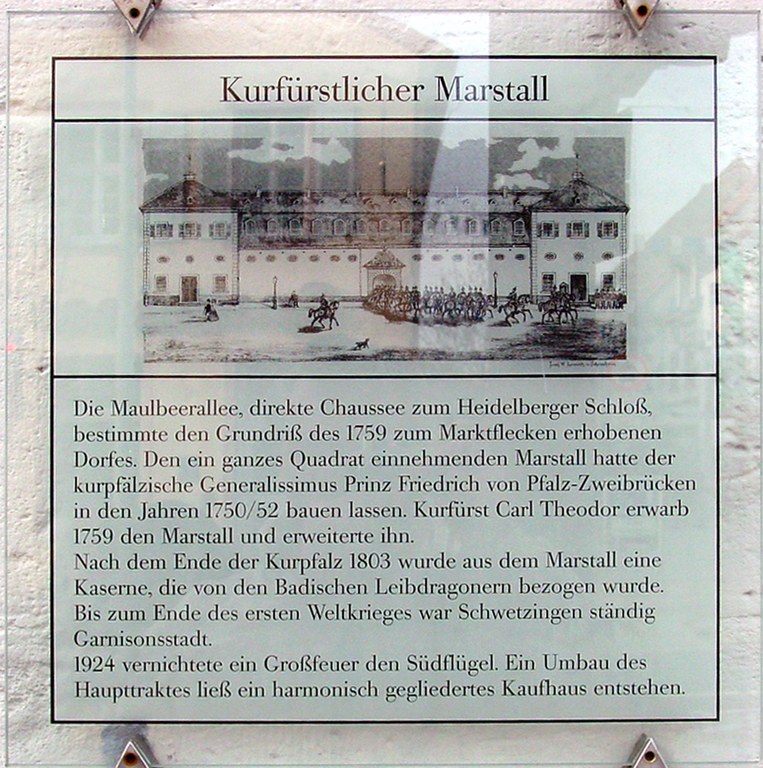 Kurfürstlicher Marstall
Die Maulbeerallee, direkte Chaussee zum Heidelberger Schloß,
bestimmte den Grundriß des 1759 zum Marktflecken erhobenen
Dorfes. Den ein ganzes Quadrat einnehmenden Marstall hatte der
kurpfälzische Generalissimus Prinz Friedrich von Pfalz-Zweibrücken
in den Jahren 1750/52 bauen lassen. Kurfürst Carl Theodor erwarb
1759 den Marstall und erweiterte ihn.
Nach dem Ende der Kurpfalz 1803 wurde aus dem Marstall eine
Kaserne, die von den Badischen Leibdragonern bezogen wurde.
Bis zum Ende des ersten Weltkrieges war Schwetzingen ständig
Garnisonsstadt.
1924 vernichtete ein Großfeuer den Südflügel. Ein Umbau des
Haupttraktes ließ ein harmonisch gegliedertes Kaufhaus entstehen.